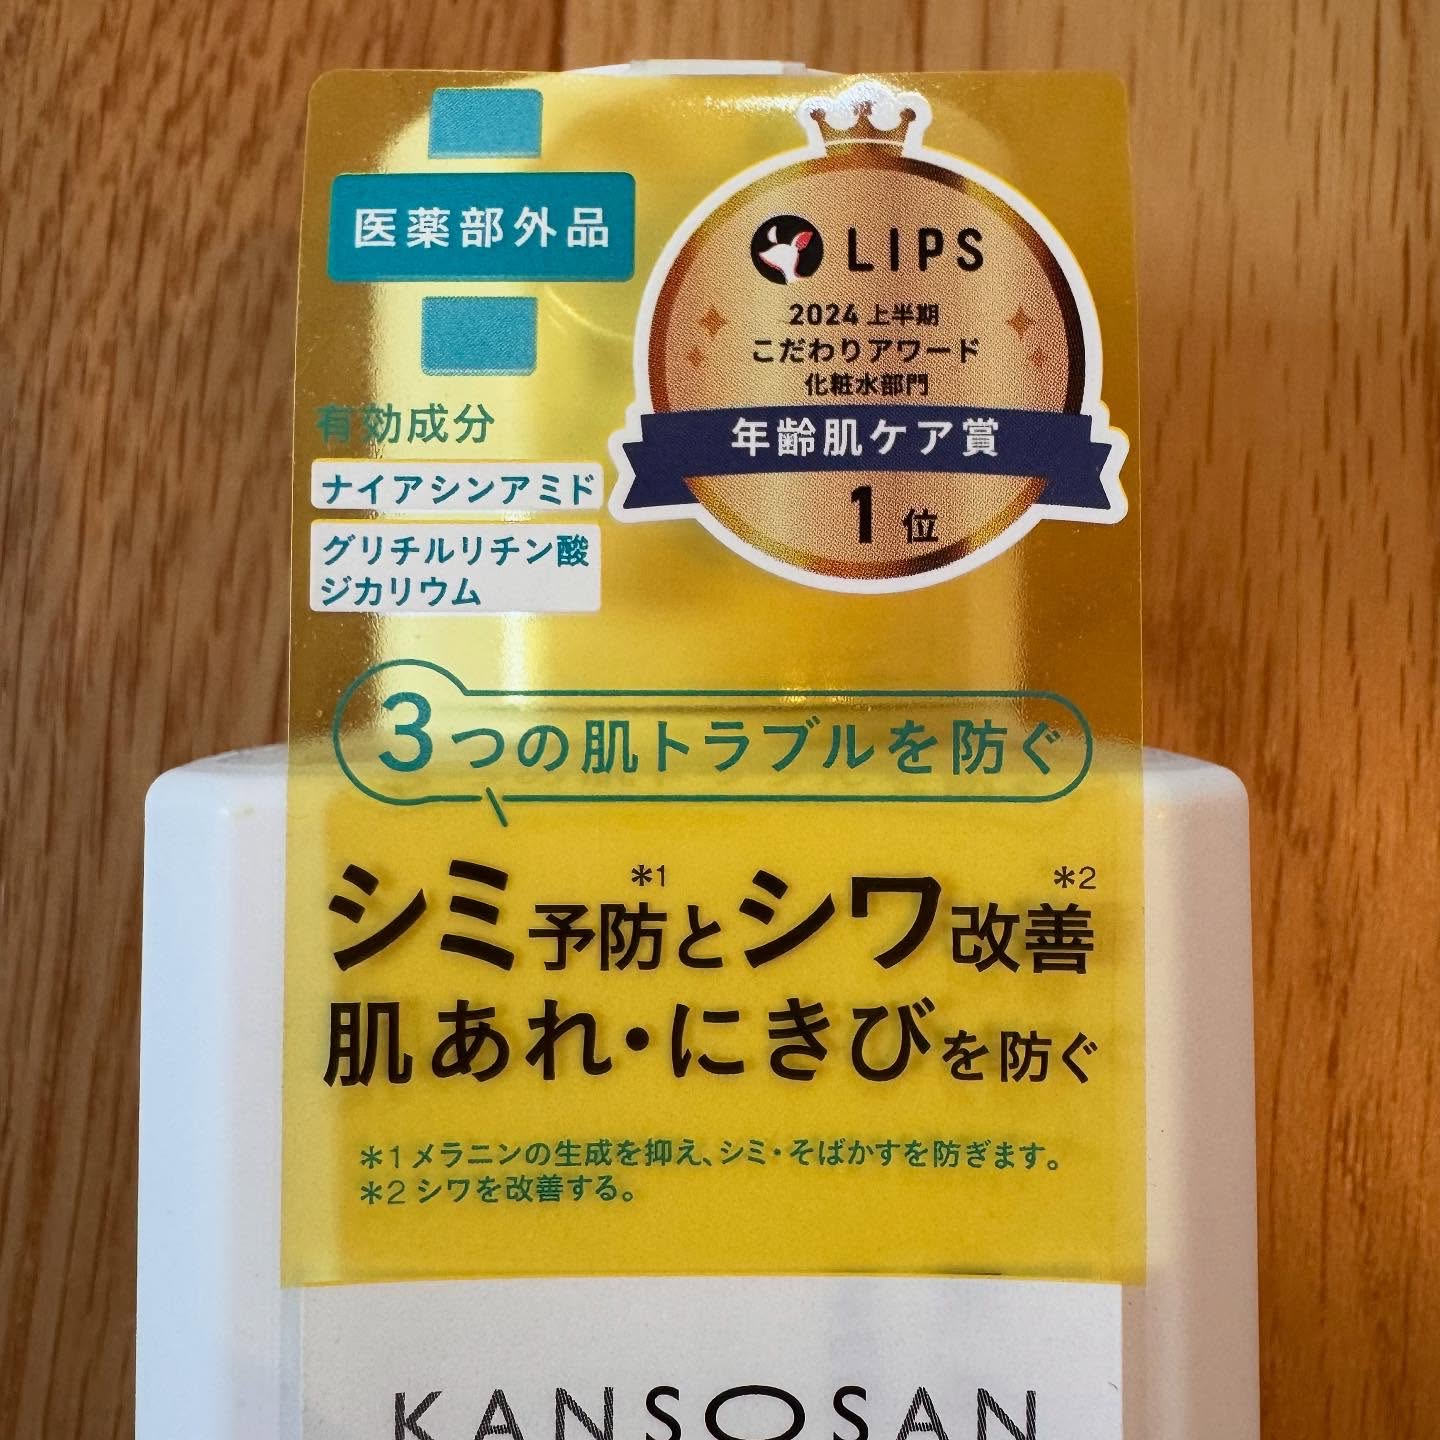 医薬部外品
有効成分
ナイアシンアミド
グリチルリチン酸
ジカリウム
LIPS
2024 上半期
こだわりアワード
化粧水部門
年齢肌ケア賞
1位
3つの肌トラブルを防ぐ
シミ予防*1とシワ改善*2
肌あれ・にきびを防ぐ
*1 メラニンの生成を抑え、シミ・そばかすを防ぎます。
*2 シワを改善する。
KANSOSAN